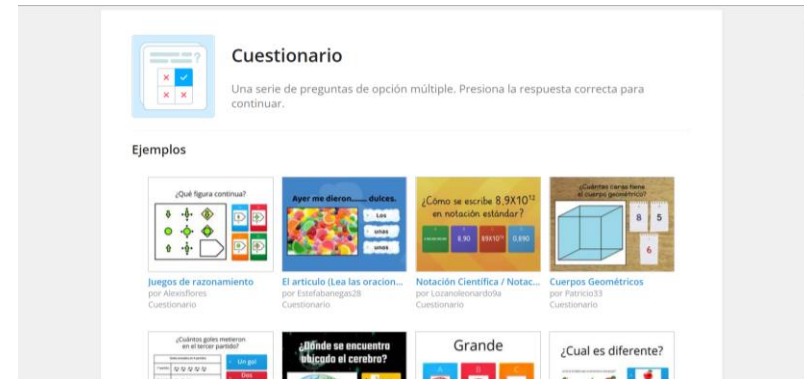 Cuestionario
Una serie de preguntas de opción múltiple. Presiona la respuesta correcta para
continuar.
Ejemplos
¿Qué figura continua?
Ayer me dieron....... dulces.
Los
unas
unos
¿Cómo se escribe 8.9X10¹²
en notación estándar?
8.90
89X10¹¹
0.890
¿Cuántas caras tiene
el cuerpo geométrico?
8
5
6
Juegos de razonamiento
El articulo (Lea las oracion...
Notación Científica / Notac...
Cuerpos Geométricos
por Alexisflores
por Estefabanegas28
por Lozanoleonardo9a
por Patricio33
Cuestionario
Cuestionario
Cuestionario
Cuestionario
¿Cuántos goles metieron
en el tercer partido?
Un gol
Dos
¿Dónde se encuentra
ubicado el cerebro?
Grande
A
B
C
¿Cual es diferente?